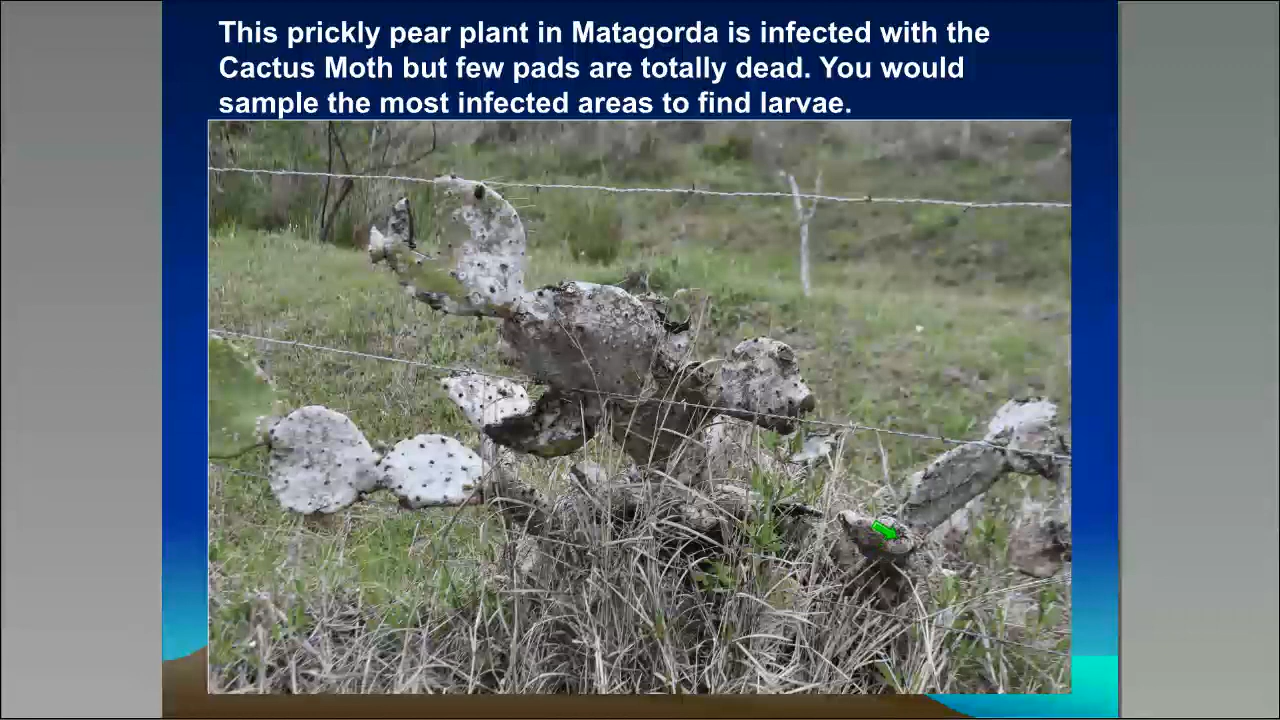 This prickly pear plant in Matagorda is infected with the
Cactus Moth but few pads are totally dead. You would
sample the most infected areas to find larvae.